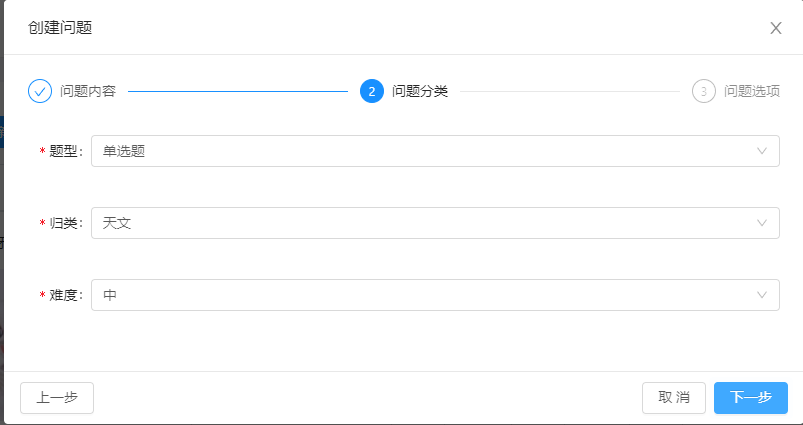 创建问题
问题内容 2 问题分类 3 问题选项
* 题型: 单选题
* 归类: 天文
* 难度: 中
上一步 取 消 下一步